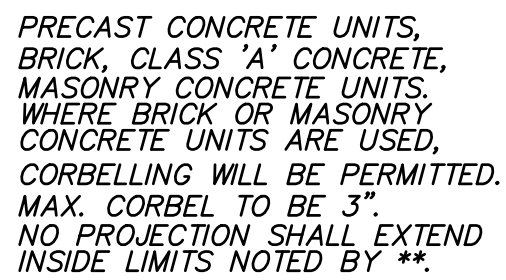 PRECAST CONCRETE UNITS,
BRICK, CLASS 'A' CONCRETE,
MASONRY CONCRETE UNITS.
WHERE BRICK OR MASONRY
CONCRETE UNITS ARE USED,
CORBELLING WILL BE PERMITTED.
MAX. CORBEL TO BE 3".
NO PROJECTION SHALL EXTEND
INSIDE LIMITS NOTED BY **.